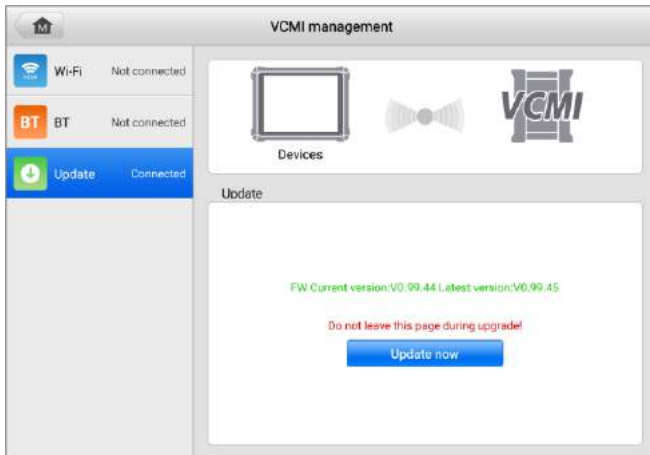 VCMI management
Wi-Fi Not connected
BT BT Not connected
Update Connected
VCMI
Devices
Update
FW Current version:V0.99.44 Latest version:V0.99.45
Do not leave this page during upgrade!
Update now